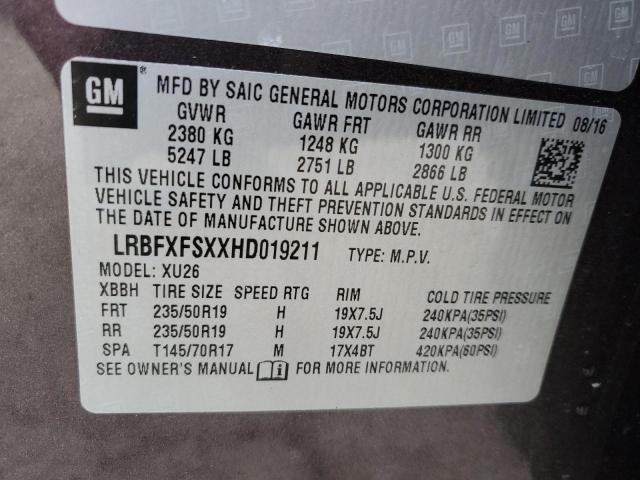 GM
GM ® MFD BY SAIC GENERAL MOTORS CORPORATION LIMITED 08/16
GVWR GAWR FRT GAWR RR
2380 KG 1248 KG 1300 KG
5247 LB 2751 LB 2866 LB
THIS VEHICLE CONFORMS TO ALL APPLICABLE U.S. FEDERAL MOTOR
VEHICLE SAFETY AND THEFT PREVENTION STANDARDS IN EFFECT ON
THE DATE OF MANUFACTURE SHOWN ABOVE.
LRBFXFSXXHD019211 TYPE: M.P.V.
MODEL: XU26
XBBH TIRE SIZE SPEED RTG RIM COLD TIRE PRESSURE
FRT 235/50R19 H 19X7.5J 240KPA(35PSI)
RR 235/50R19 H 19X7.5J 240KPA(35PSI)
SPA T145/70R17 M 17X4BT 420KPA(60PSI)
SEE OWNER'S MANUAL i FOR MORE INFORMATION.